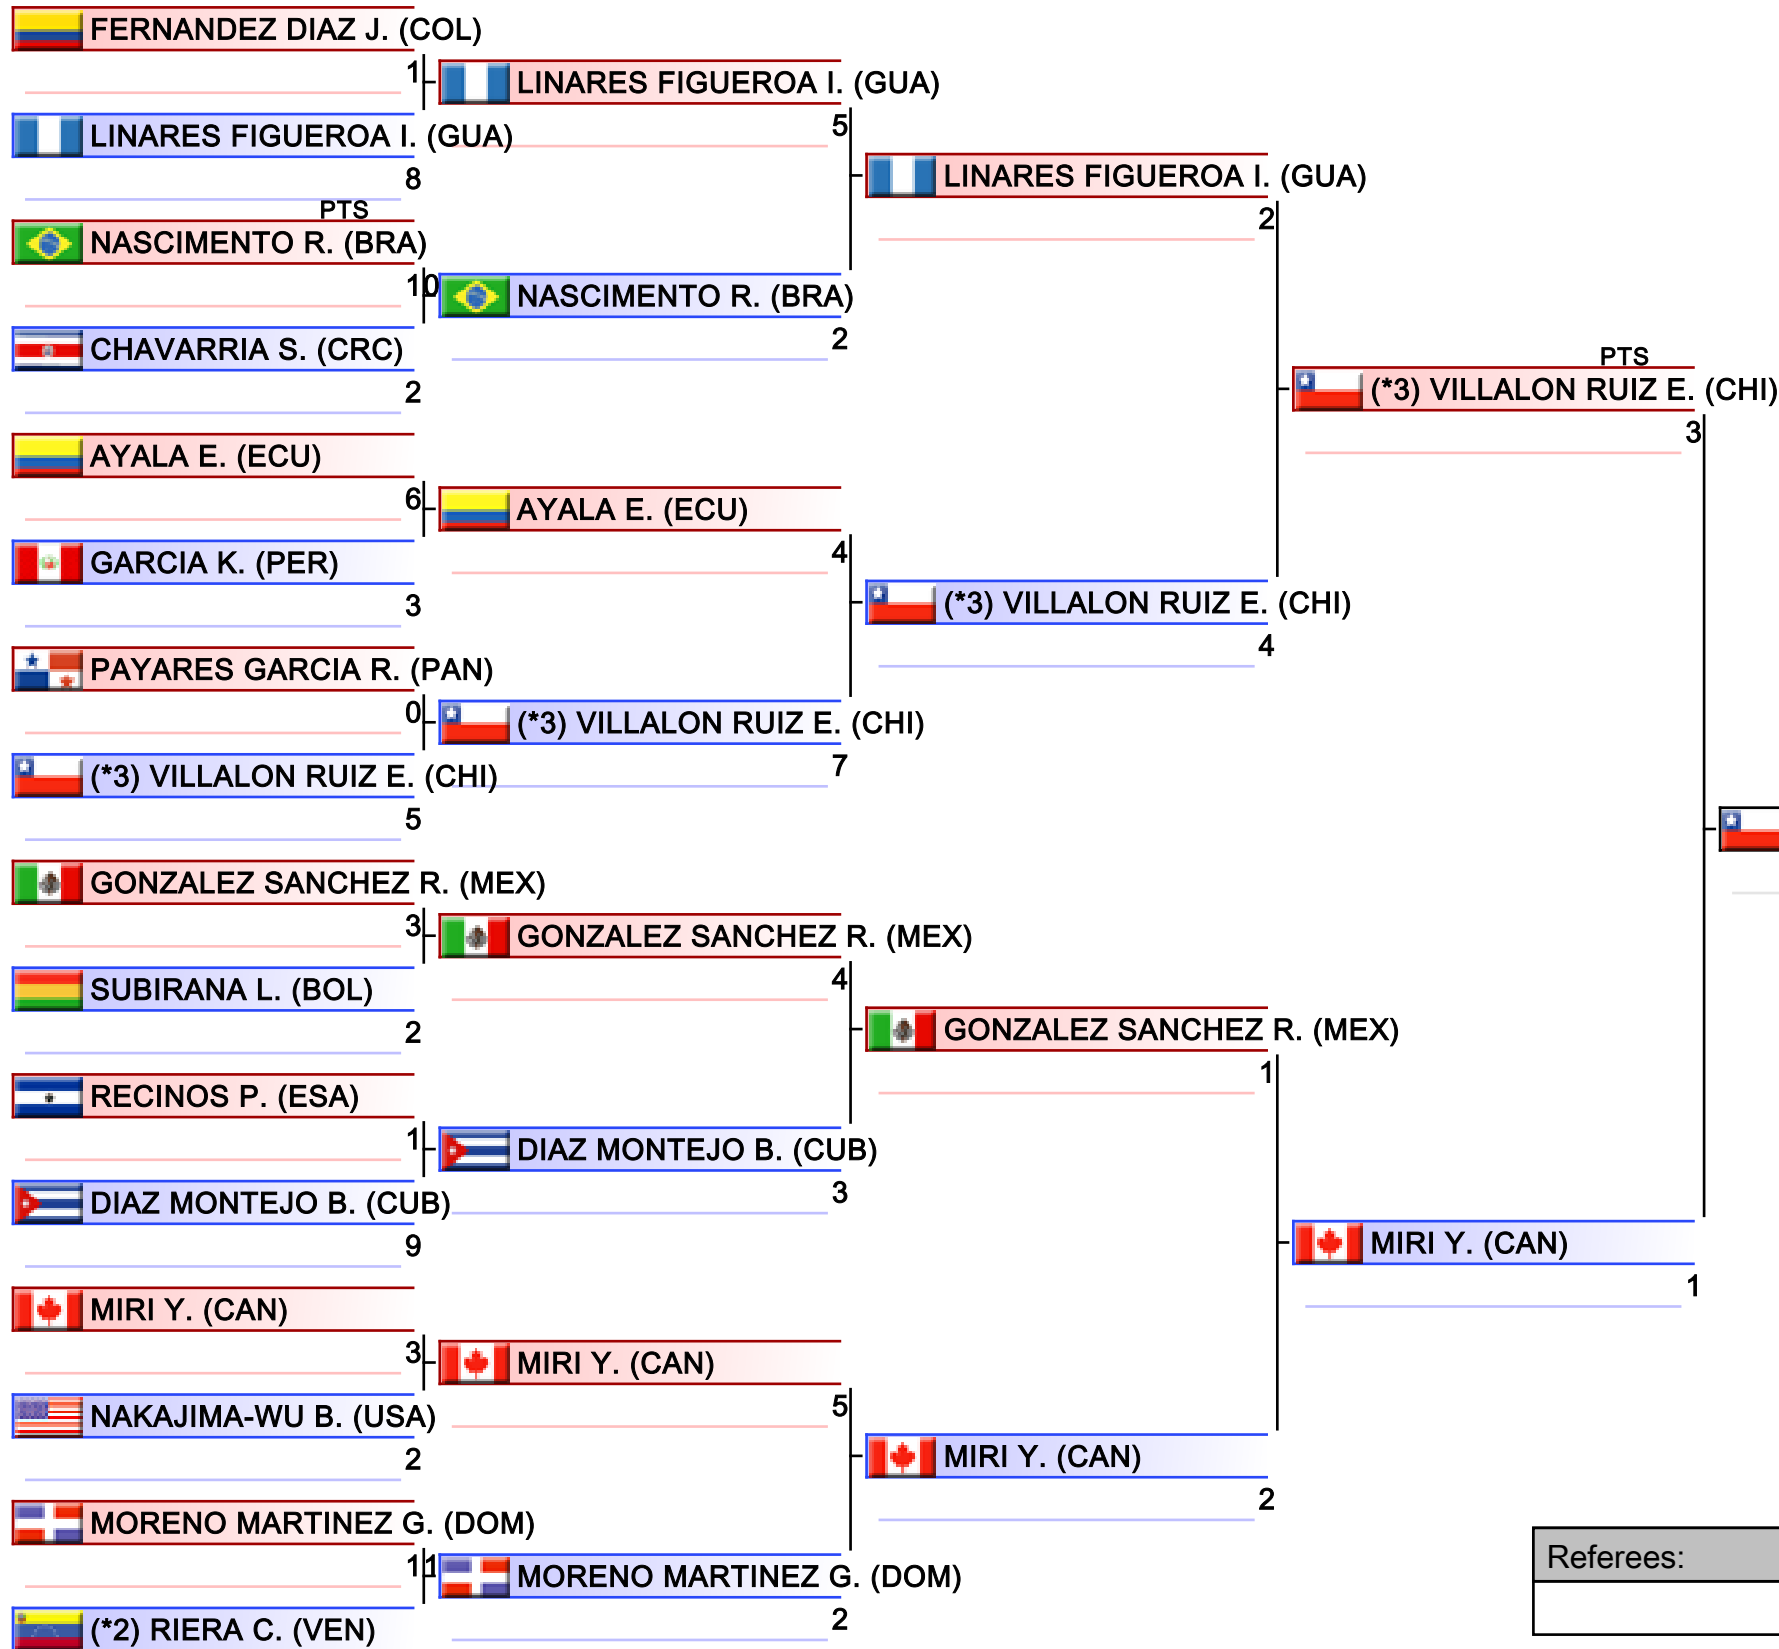 FERNANDEZ DIAZ J. (COL)
1
LINARES FIGUEROA I. (GUA)
8
PTS
NASCIMENTO R. (BRA)
10
CHAVARRIA S. (CRC)
2
AYALA E. (ECU)
6
GARCIA K. (PER)
3
PAYARES GARCIA R. (PAN)
0
(*3) VILLALON RUIZ E. (CHI)
5
GONZALEZ SANCHEZ R. (MEX)
3
SUBIRANA L. (BOL)
2
RECINOS P. (ESA)
1
DIAZ MONTEJO B. (CUB)
9
MIRI Y. (CAN)
3
NAKAJIMA-WU B. (USA)
2
MORENO MARTINEZ G. (DOM)
11
(*2) RIERA C. (VEN)
LINARES FIGUEROA I. (GUA)
5
NASCIMENTO R. (BRA)
2
AYALA E. (ECU)
4
(*3) VILLALON RUIZ E. (CHI)
7
GONZALEZ SANCHEZ R. (MEX)
4
DIAZ MONTEJO B. (CUB)
3
MIRI Y. (CAN)
5
MORENO MARTINEZ G. (DOM)
2
LINARES FIGUEROA I. (GUA)
2
(*3) VILLALON RUIZ E. (CHI)
4
GONZALEZ SANCHEZ R. (MEX)
1
MIRI Y. (CAN)
2
PTS
(*3) VILLALON RUIZ E. (CHI)
3
MIRI Y. (CAN)
1
Referees: